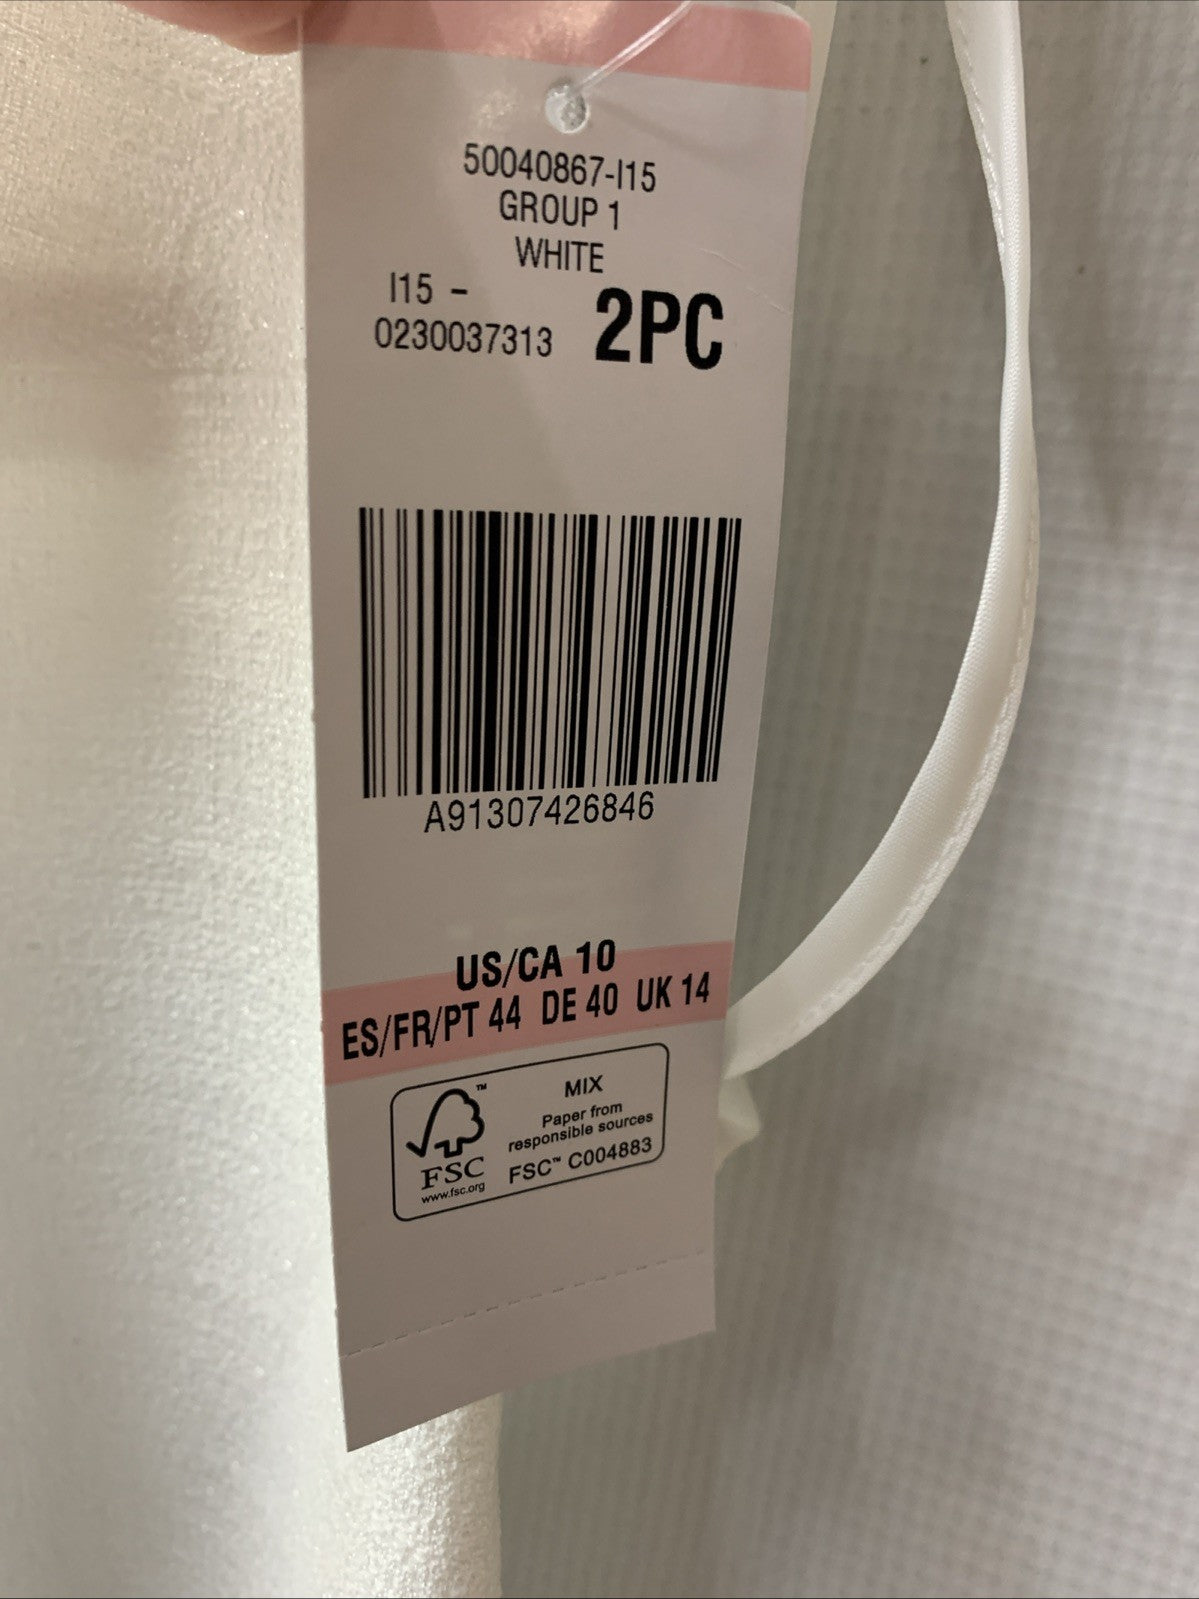 50040867-I15
GROUP 1
WHITE
I15 -
0230037313
2PC
A91307426846
US/CA 10
ES/FR/PT 44 DE 40 UK 14
™
FSC
www.fsc.org
MIX
Paper from
responsible sources
FSC™ C004883